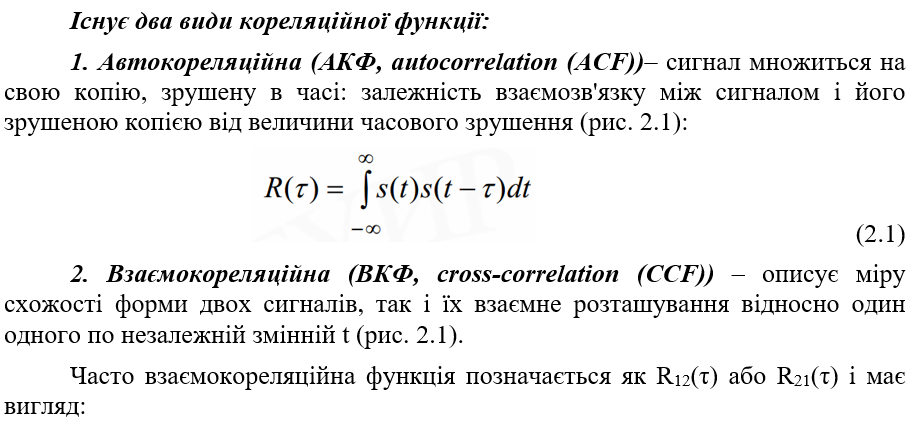 Існує два види кореляційної функції:
1. Автокореляційна (АКФ, autocorrelation (ACF))– сигнал множиться на
свою копію, зрушену в часі: залежність взаємозв'язку між сигналом і його
зрушеною копією від величини часового зрушення (рис. 2.1):
R(τ) = ∫_{−∞}^{∞} s(t)s(t − τ)dt
(2.1)
2. Взаємокореляційна (ВКФ, cross-correlation (CCF)) – описує міру
схожості форми двох сигналів, так і їх взаємне розташування відносно один
одного по незалежній змінній t (рис. 2.1).
Часто взаємокореляційна функція позначається як R₁₂(τ) або R₂₁(τ) і має
вигляд: